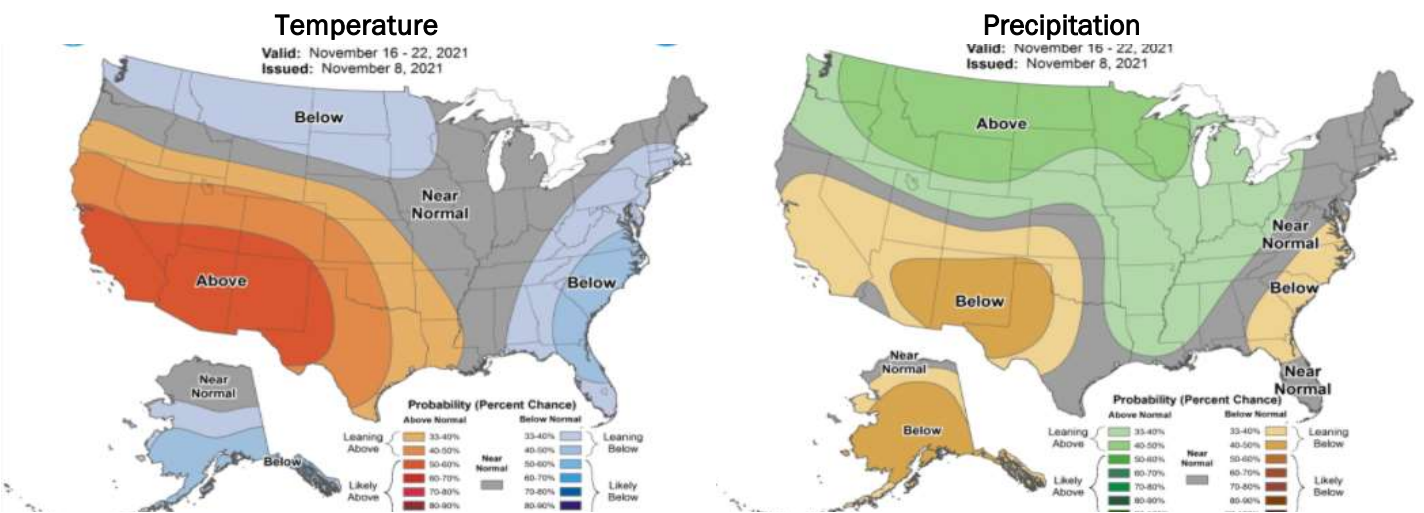 Temperature
Valid: November 16 - 22, 2021
Issued: November 8, 2021
Below
Near
Normal
Above
Below
Near
Normal
Below
Probability (Percent Chance)
Above Normal
Below Normal
Leaning
Above
33-40%
40-50%
50-60%
60-70%
70-80%
80-90%
Likely
Above
Near
Normal
33-40%
40-50%
50-60%
60-70%
70-80%
80-90%
Leaning
Below
Likely
Below
Precipitation
Valid: November 16 - 22, 2021
Issued: November 8, 2021
Above
Near
Normal
Below
Below
Near
Normal
Near
Normal
Below
Probability (Percent Chance)
Above Normal
Below Normal
Leaning
Above
33-40%
40-50%
50-60%
60-70%
70-80%
80-90%
Likely
Above
Near
Normal
33-40%
40-50%
50-60%
60-70%
70-80%
80-90%
Leaning
Below
Likely
Below